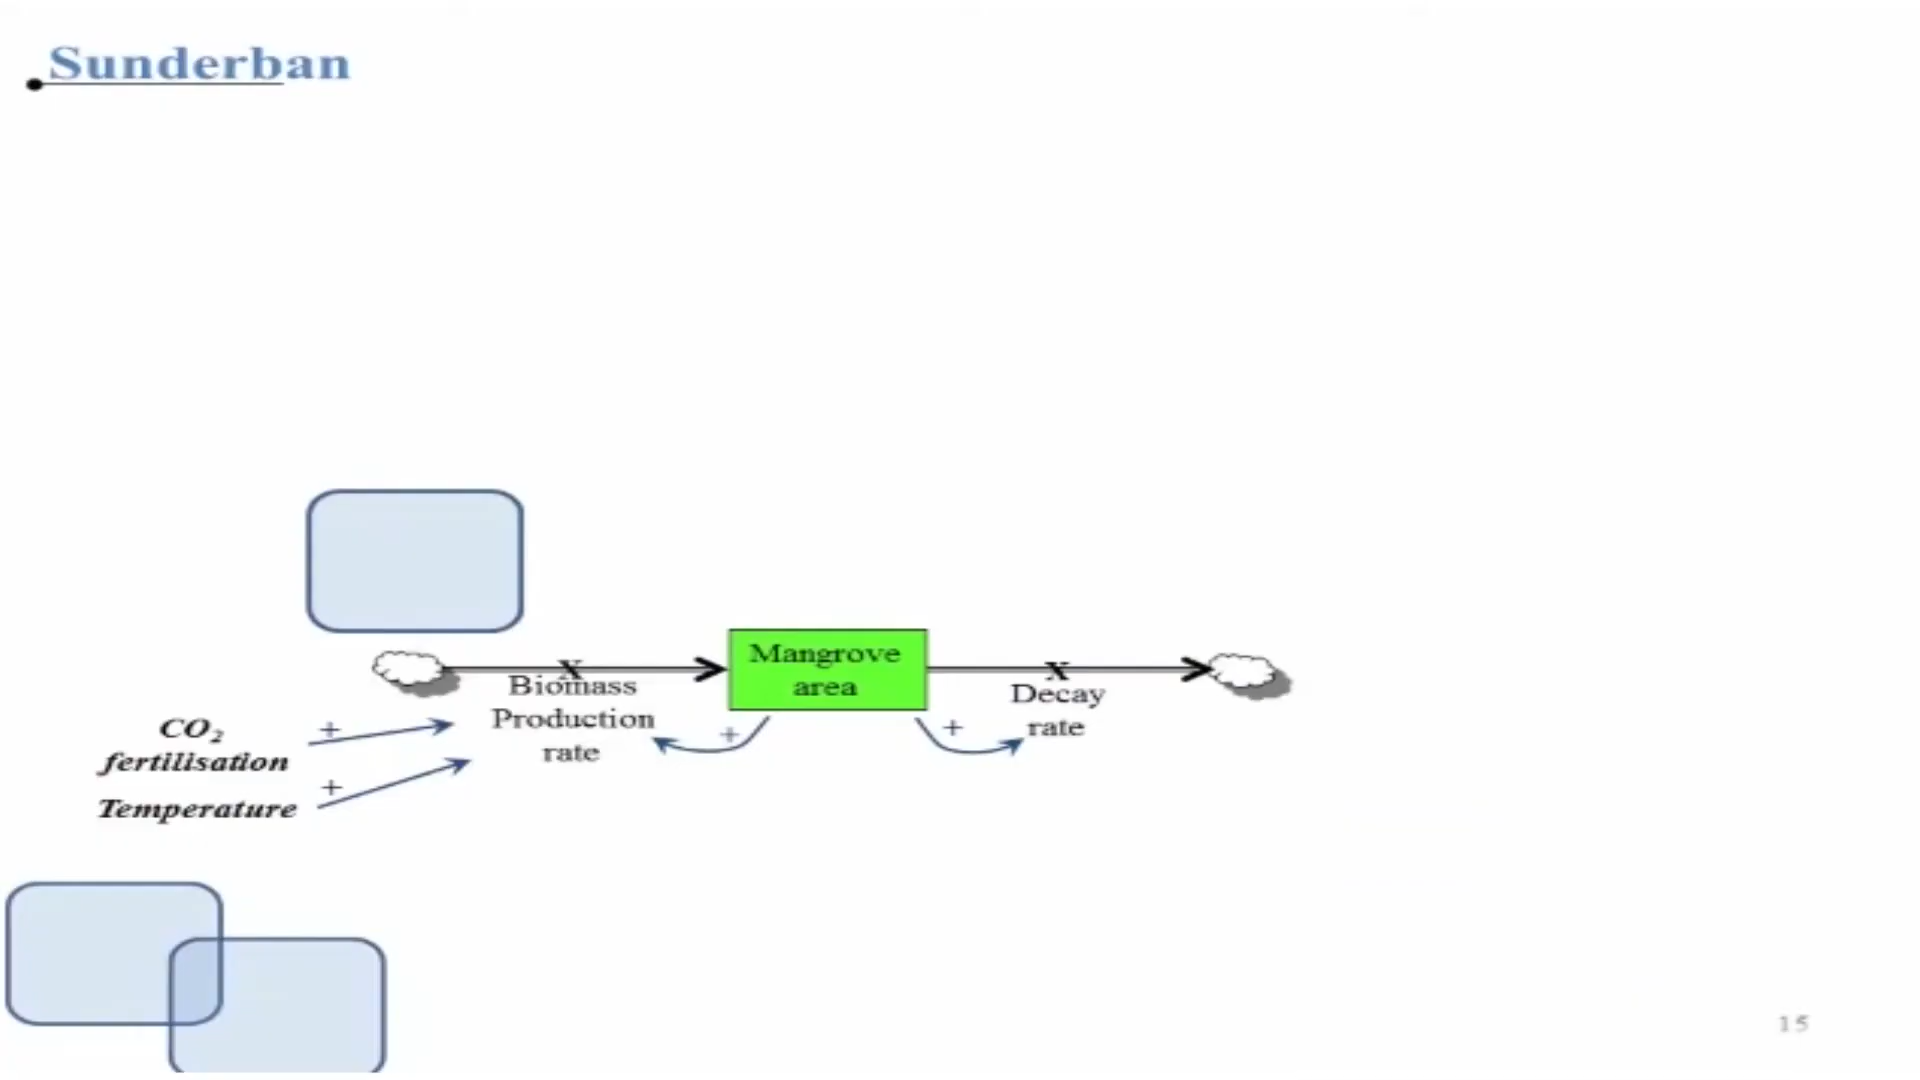 Sunderban
Mangrove
area
Biomass
Production
rate
Decay
rate
CO₂
fertilisation
Temperature
+
+
+
+
X
X
15